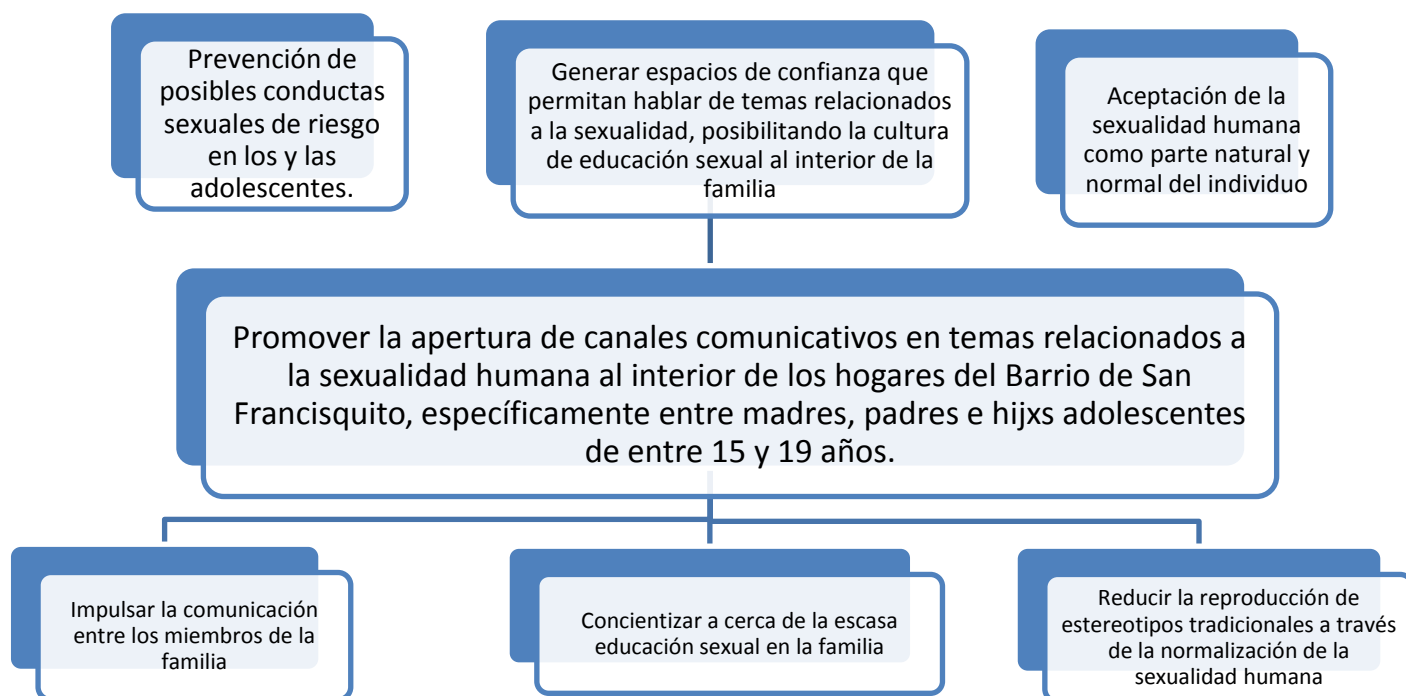 Prevención de
posibles conductas
sexuales de riesgo
en los y las
adolescentes.
Generar espacios de confianza que
permitan hablar de temas relacionados
a la sexualidad, posibilitando la cultura
de educación sexual al interior de la
familia
Aceptación de la
sexualidad humana
como parte natural y
normal del individuo
Promover la apertura de canales comunicativos en temas relacionados a
la sexualidad humana al interior de los hogares del Barrio de San
Francisquito, específicamente entre madres, padres e hijxs adolescentes
de entre 15 y 19 años.
Impulsar la comunicación
entre los miembros de la
familia
Concientizar a cerca de la escasa
educación sexual en la familia
Reducir la reproducción de
estereotipos tradicionales a través
de la normalización de la
sexualidad humana